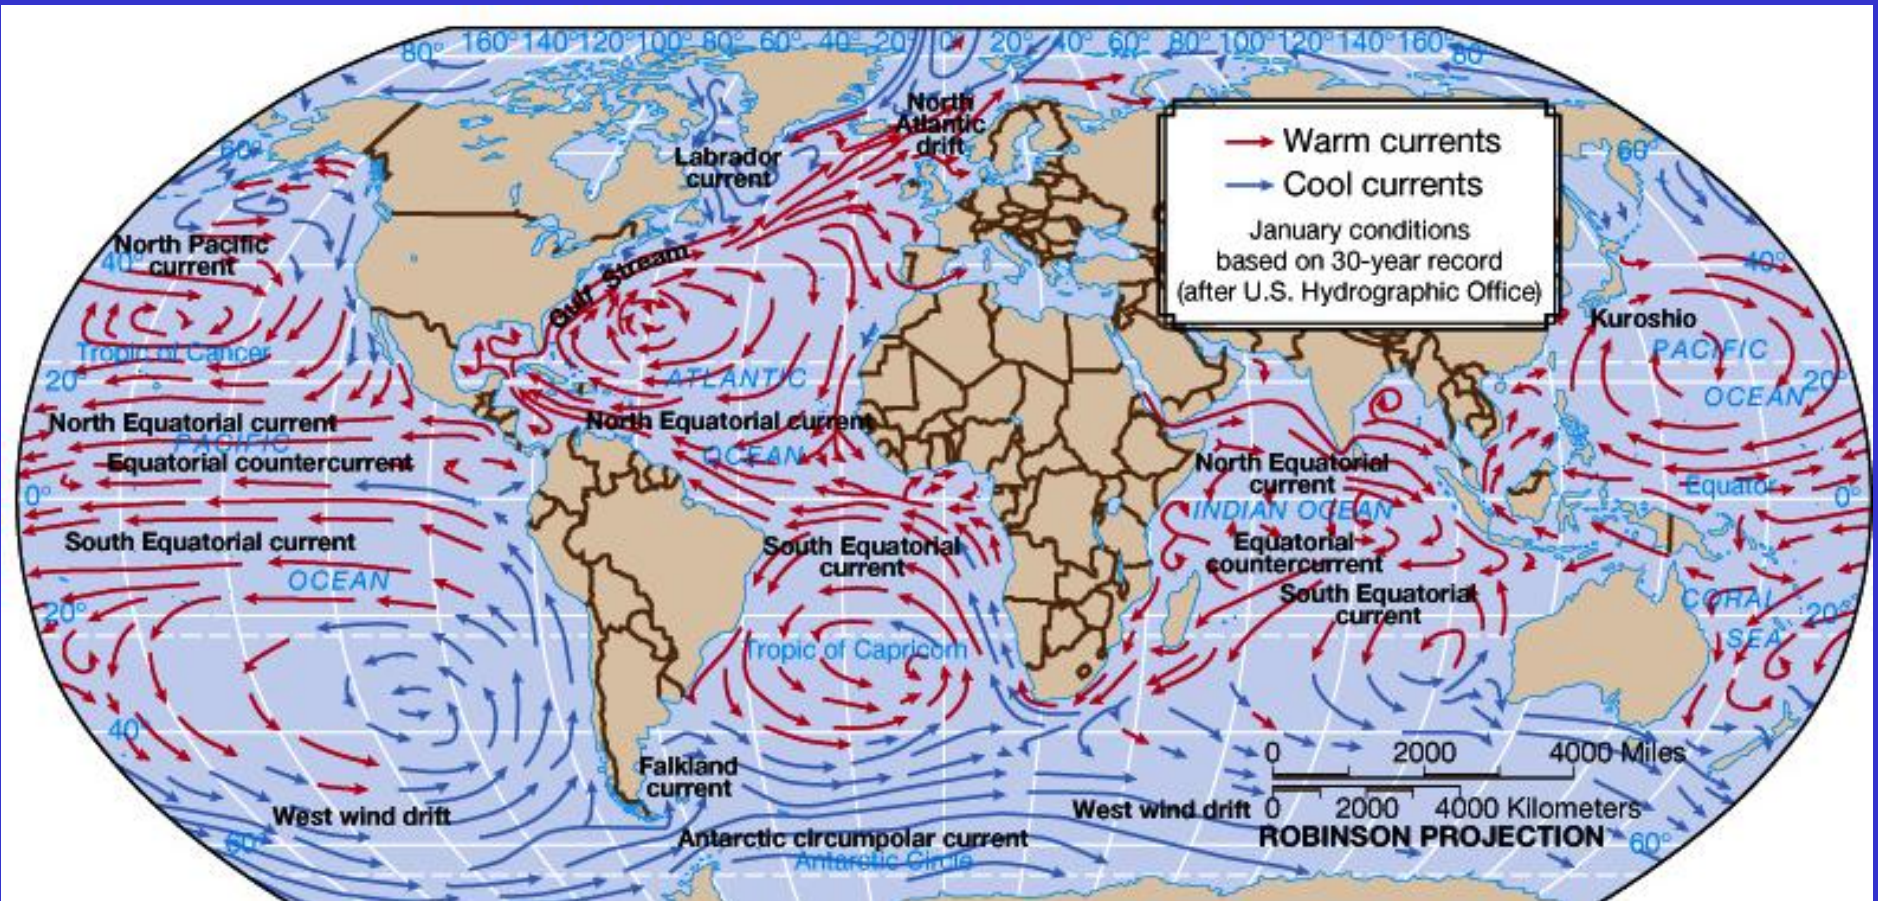 80° 160° 140° 120° 100° 80° 60° 40° 20° 0° 20° 40° 60° 80° 100° 120° 140° 160° 80°
North
Atlantic
drift
Labrador
current
60°
60°
Warm currents
Cool currents
January conditions
based on 30-year record
(after U.S. Hydrographic Office)
North Pacific
current
40°
40°
Gulf Stream
Kuroshio
Tropic of Cancer
PACIFIC
OCEAN
20°
20°
ATLANTIC
OCEAN
North Equatorial current
North Equatorial current
PACIFIC
Equatorial countercurrent
North Equatorial
current
Equator
0°
0°
INDIAN OCEAN
South Equatorial current
OCEAN
South Equatorial
current
Equatorial
countercurrent
South Equatorial
current
CORAL
SEA
20°
20°
Tropic of Capricorn
40°
Falkland
current
0 2000 4000 Miles
0 2000 4000 Kilometers
West wind drift
West wind drift
ROBINSON PROJECTION
Antarctic circumpolar current
Antarctic Circle
60°
60°